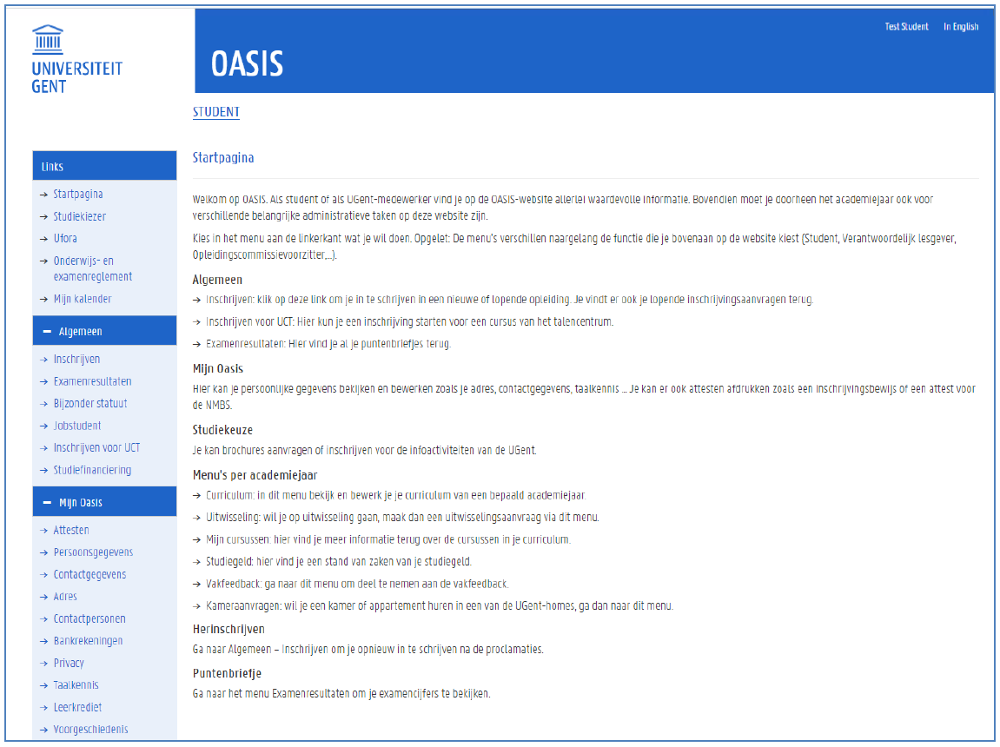 UNIVERSITEIT
GENT
Test Student In English
OASIS
STUDENT
Links
→ Startpagina
→ Studiekiezer
→ Ufora
→ Onderwijs- en
examenreglement
→ Mijn kalender
– Algemeen
→ Inschrijven
→ Examenresultaten
→ Bijzonder statuut
→ Jobstudent
→ Inschrijven voor UCT
→ Studiefinanciering
– Mijn Oasis
→ Attesten
→ Persoonsgegevens
→ Contactgegevens
→ Adres
→ Contactpersonen
→ Bankrekeningen
→ Privacy
→ Taalkennis
→ Leerkrediet
→ Voorgeschiedenis
Startpagina
Welkom op OASIS. Als student of als UGent-medewerker vind je op de OASIS-website allerlei waardevolle informatie. Bovendien moet je doorheen het academiejaar ook voor
verschillende belangrijke administratieve taken op deze website zijn.
Kies in het menu aan de linkerkant wat je wil doen. Opgelet: De menu's verschillen naargelang de functie die je bovenaan op de website kiest (Student, Verantwoordelijk lesgever,
Opleidingscommissievoorzitter,...).
Algemeen
→ Inschrijven: klik op deze link om je in te schrijven in een nieuwe of lopende opleiding. Je vindt er ook je lopende inschrijvingsaanvragen terug.
→ Inschrijven voor UCT: Hier kun je een inschrijving starten voor een cursus van het talencentrum.
→ Examenresultaten: Hier vind je al je puntenbriefjes terug.
Mijn Oasis
Hier kan je persoonlijke gegevens bekijken en bewerken zoals je adres, contactgegevens, taalkennis ... Je kan er ook attesten afdrukken zoals een inschrijvingsbewijs of een attest voor
de NMBS.
Studiekeuze
Je kan brochures aanvragen of inschrijven voor de infoactiviteiten van de UGent.
Menu's per academiejaar
→ Curriculum: in dit menu bekijk en bewerk je je curriculum van een bepaald academiejaar.
→ Uitwisseling: wil je op uitwisseling gaan, maak dan een uitwisselingsaanvraag via dit menu.
→ Mijn cursussen: hier vind je meer informatie terug over de cursussen in je curriculum.
→ Studiegeld: hier vind je een stand van zaken van je studiegeld.
→ Vakfeedback: ga naar dit menu om deel te nemen aan de vakfeedback.
→ Kameraanvragen: wil je een kamer of appartement huren in een van de UGent-homes, ga dan naar dit menu.
Herinschrijven
Ga naar Algemeen – Inschrijven om je opnieuw in te schrijven na de proclamaties.
Puntenbriefje
Ga naar het menu Examenresultaten om je examencijfers te bekijken.